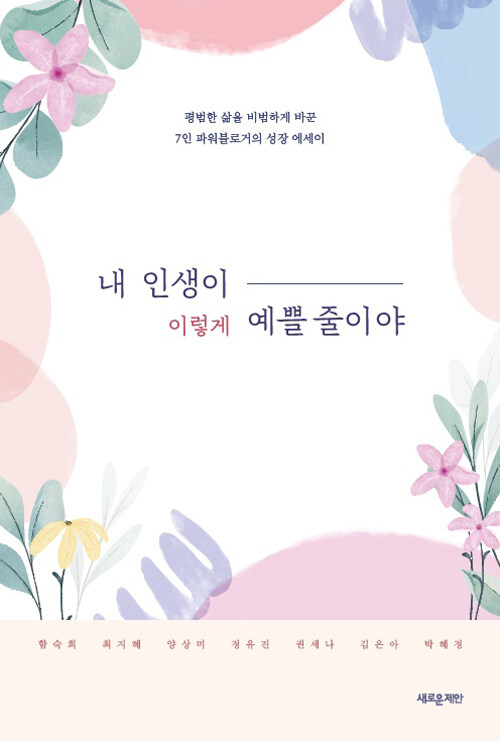 평범한 삶을 비범하게 바꾼
7인 파워블로거의 성장 에세이
내 인생이
이렇게 예쁠 줄이야
함숙희 최지혜 양상미 정유진 권세나 김은아 박혜정
새로운제안